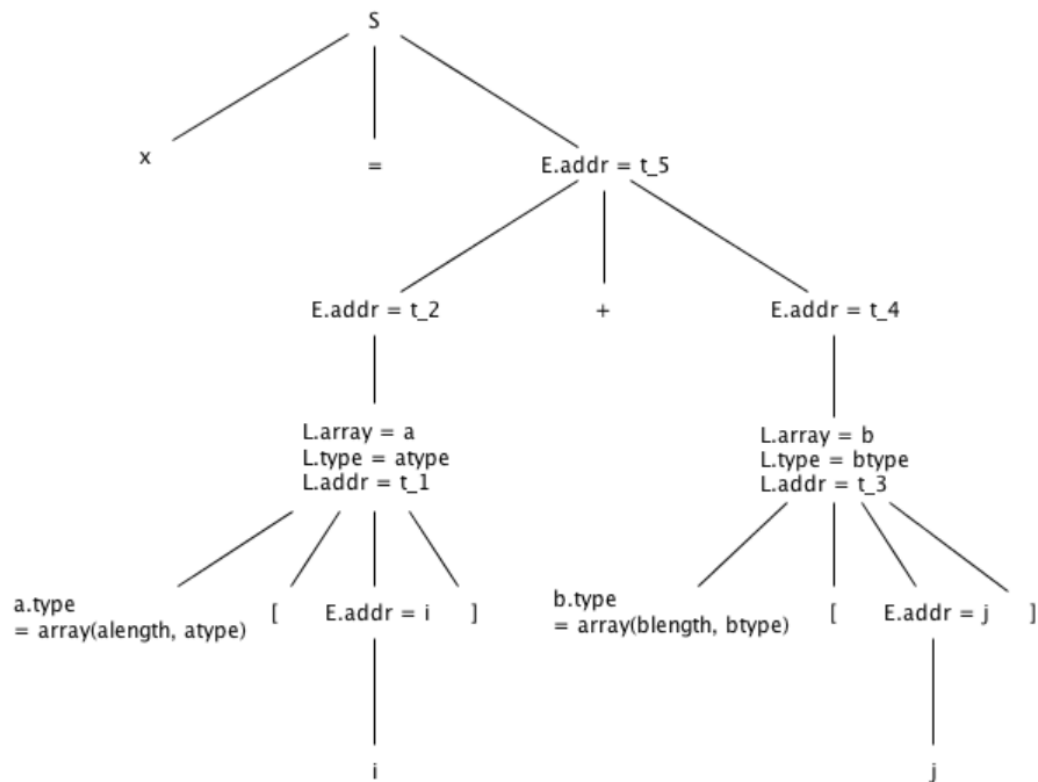 S
x
=
E.addr = t_5
E.addr = t_2
+
E.addr = t_4
L.array = a
L.type = atype
L.addr = t_1
L.array = b
L.type = btype
L.addr = t_3
a.type
= array(alength, atype)
[
E.addr = i
]
b.type
= array(blength, btype)
[
E.addr = j
]
i
j